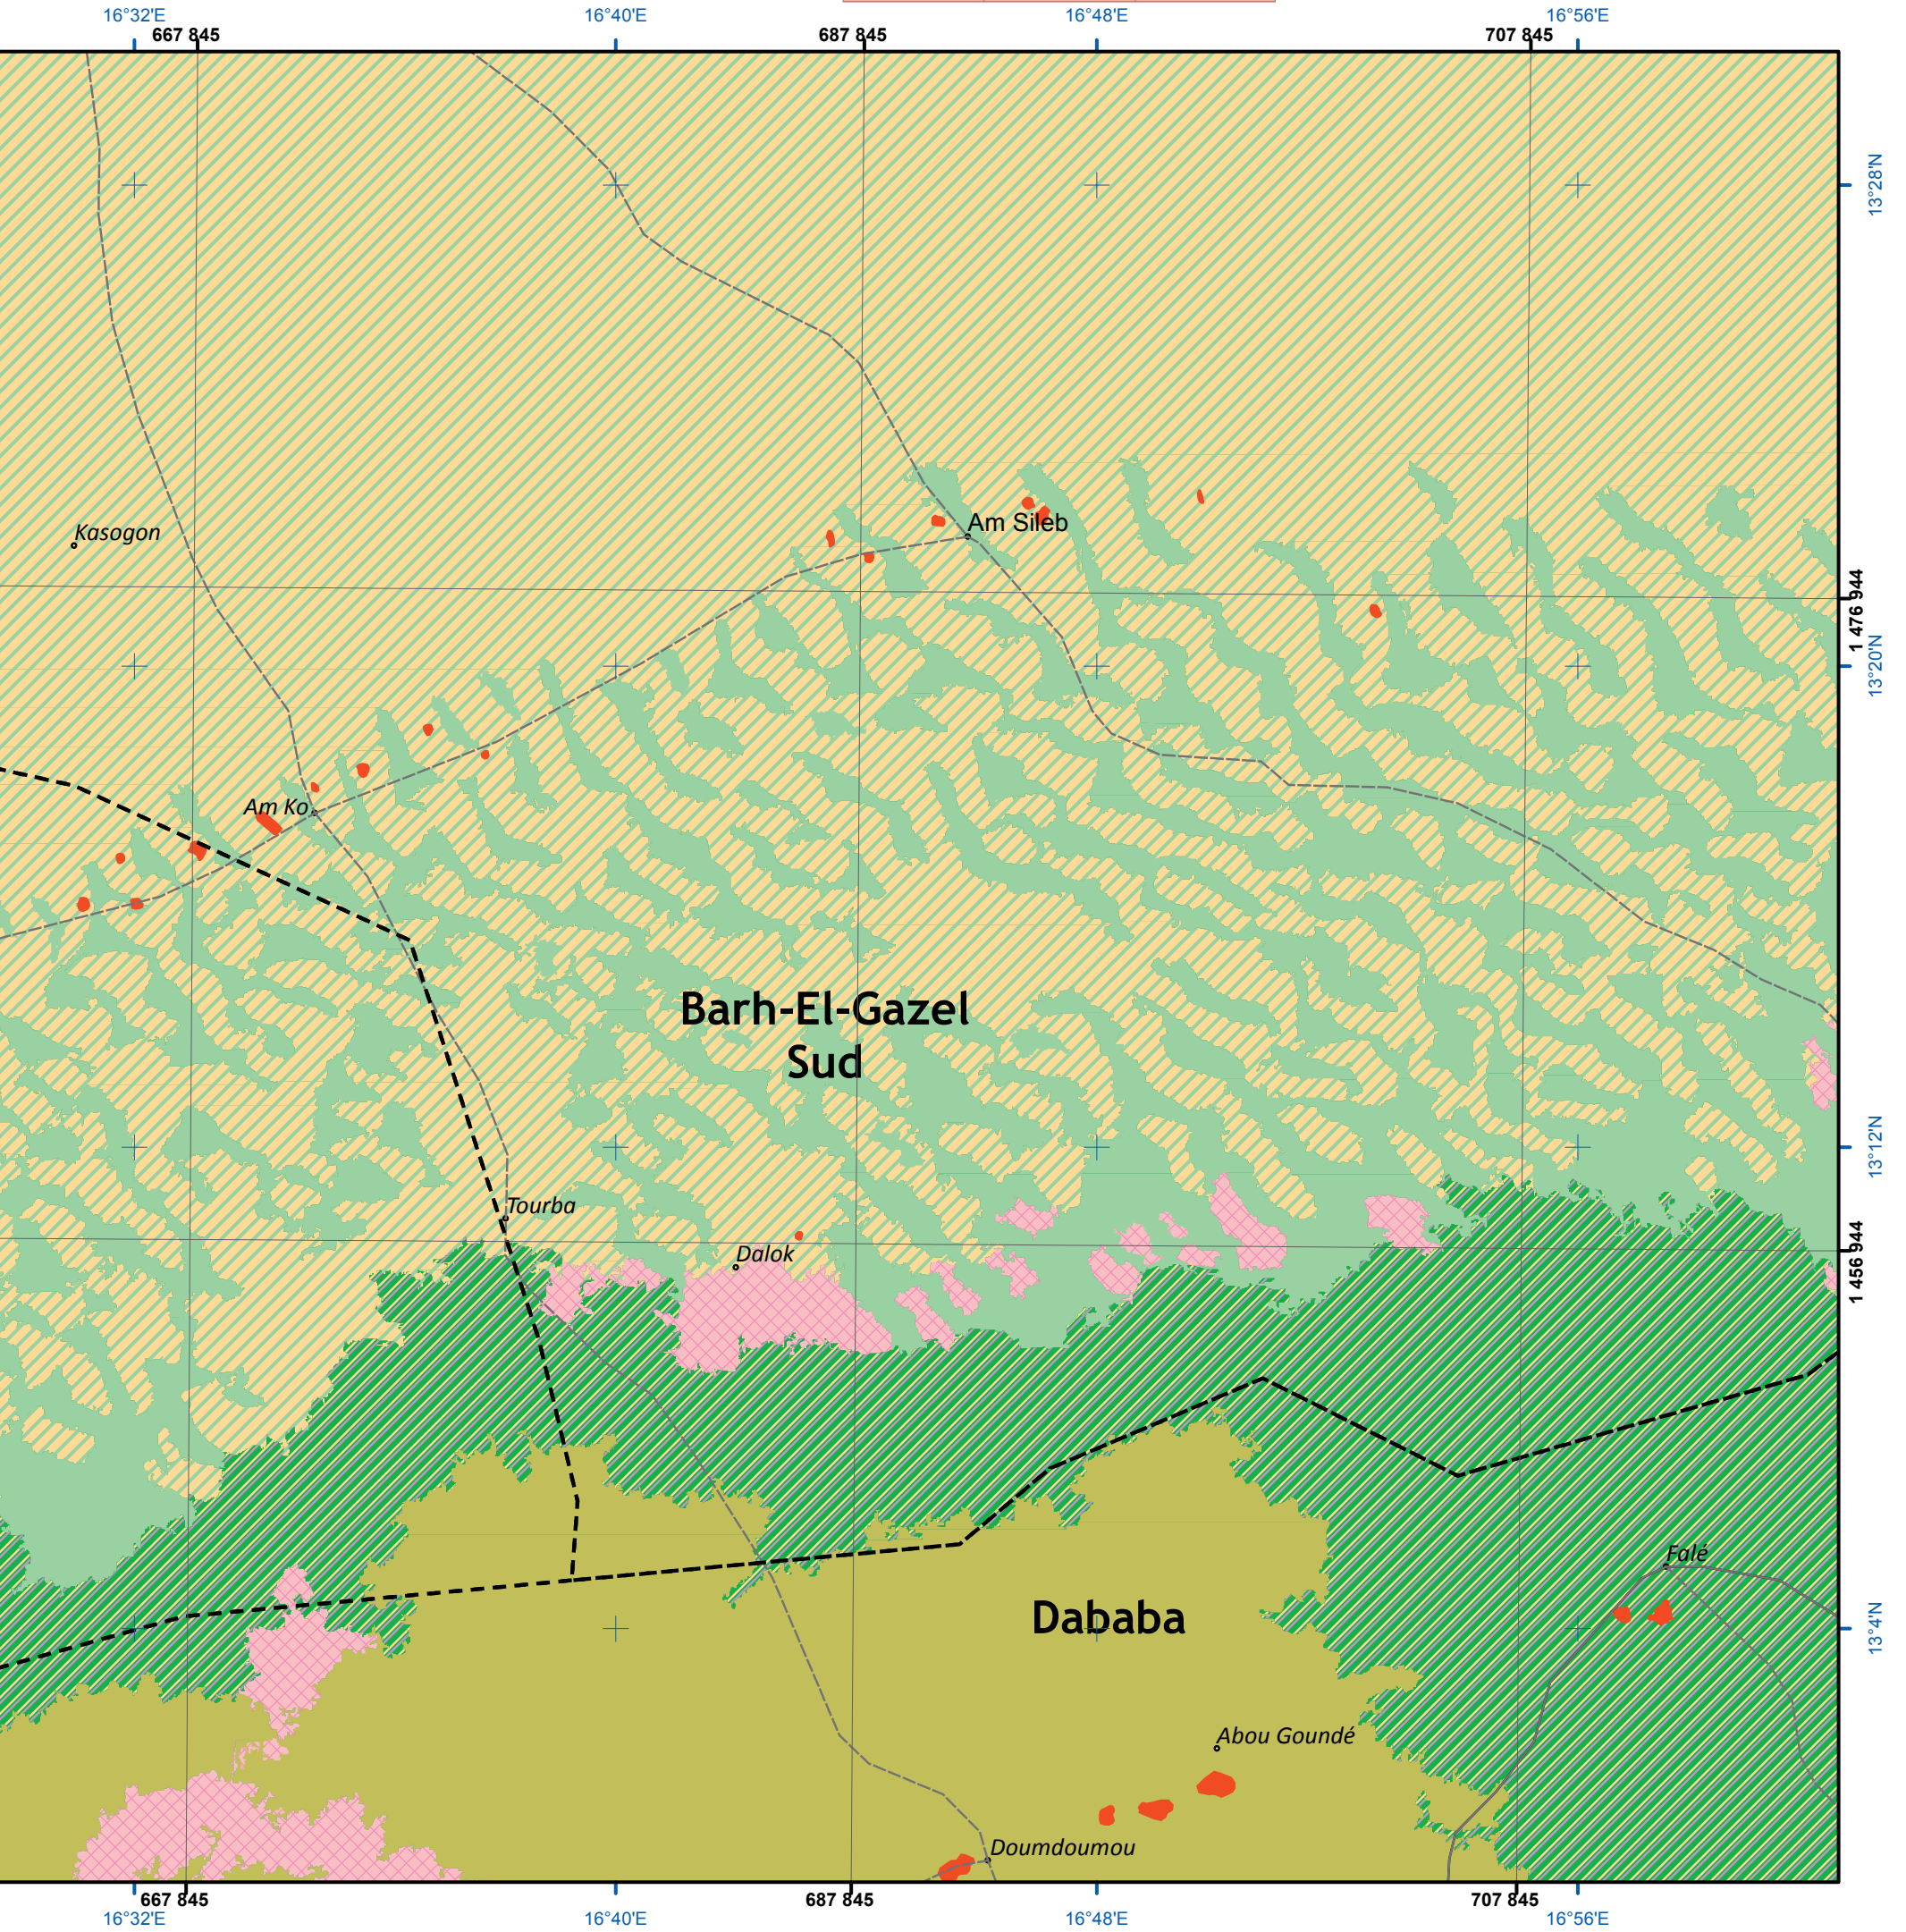 16°32'E
16°40'E
16°48'E
16°56'E
667 845
687 845
707 845
13°28'N
Kasogon
Am Sileb
1 476 944
13°20'N
Am Ko
Barh-El-Gazel
Sud
13°12'N
Tourba
Dalok
1 456 944
Falé
Dababa
13°4'N
Abou Goundé
Doumdoumou
667 845
687 845
707 845
16°32'E
16°40'E
16°48'E
16°56'E